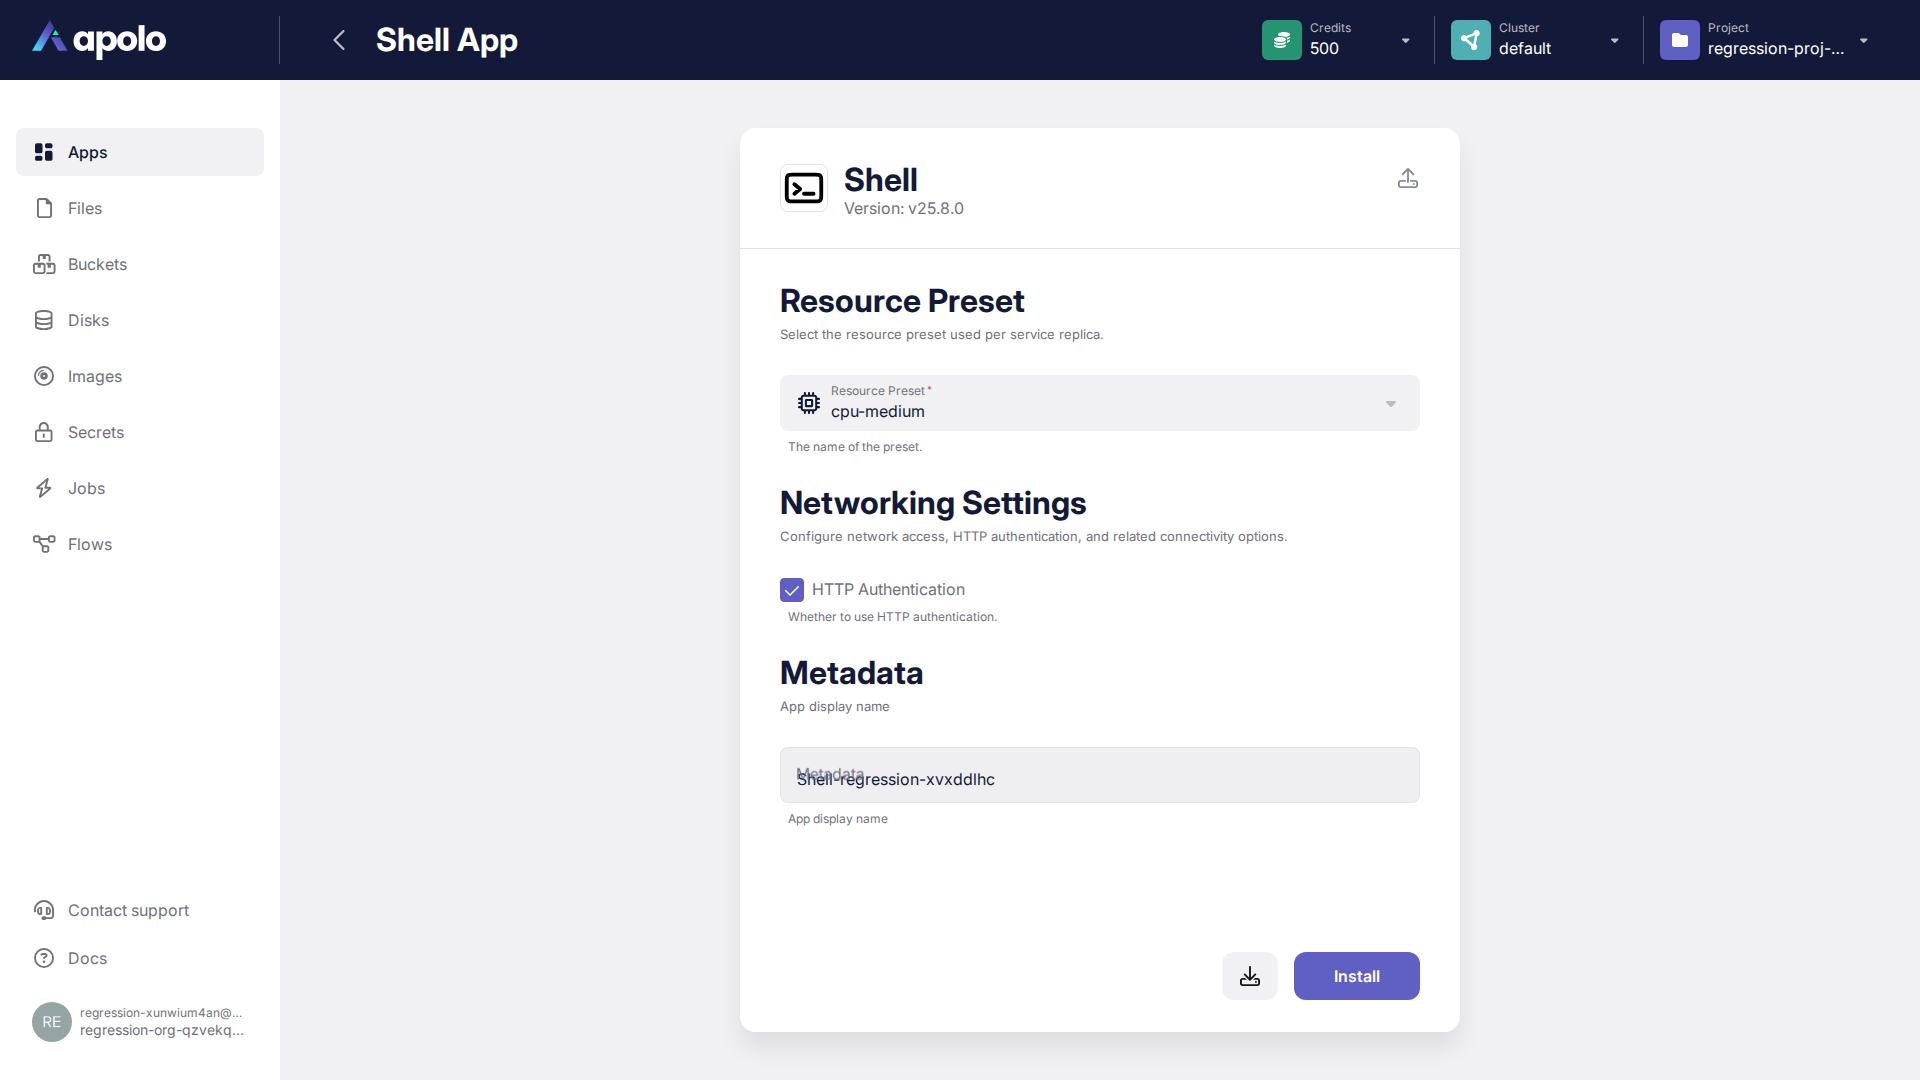 apolo
Shell App
Credits
500
Cluster
default
Project
regression-proj-...
Apps
Files
Buckets
Disks
Images
Secrets
Jobs
Flows
Contact support
Docs
RE
regression-xunwium4an@...
regression-org-qzvekq...
Shell
Version: v25.8.0
Resource Preset
Select the resource preset used per service replica.
Resource Preset*
cpu-medium
The name of the preset.
Networking Settings
Configure network access, HTTP authentication, and related connectivity options.
HTTP Authentication
Whether to use HTTP authentication.
Metadata
App display name
Metadata
Shell-regression-xvxddlhc
App display name
Install